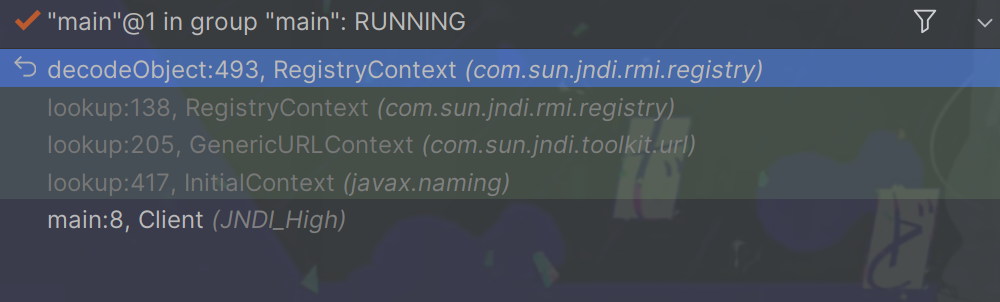 "main"@1 in group "main": RUNNING
decodeObject:493, RegistryContext (com.sun.jndi.rmi.registry)
lookup:138, RegistryContext (com.sun.jndi.rmi.registry)
lookup:205, GenericURLContext (com.sun.jndi.toolkit.url)
lookup:417, InitialContext (javax.naming)
main:8, Client (JNDI_High)